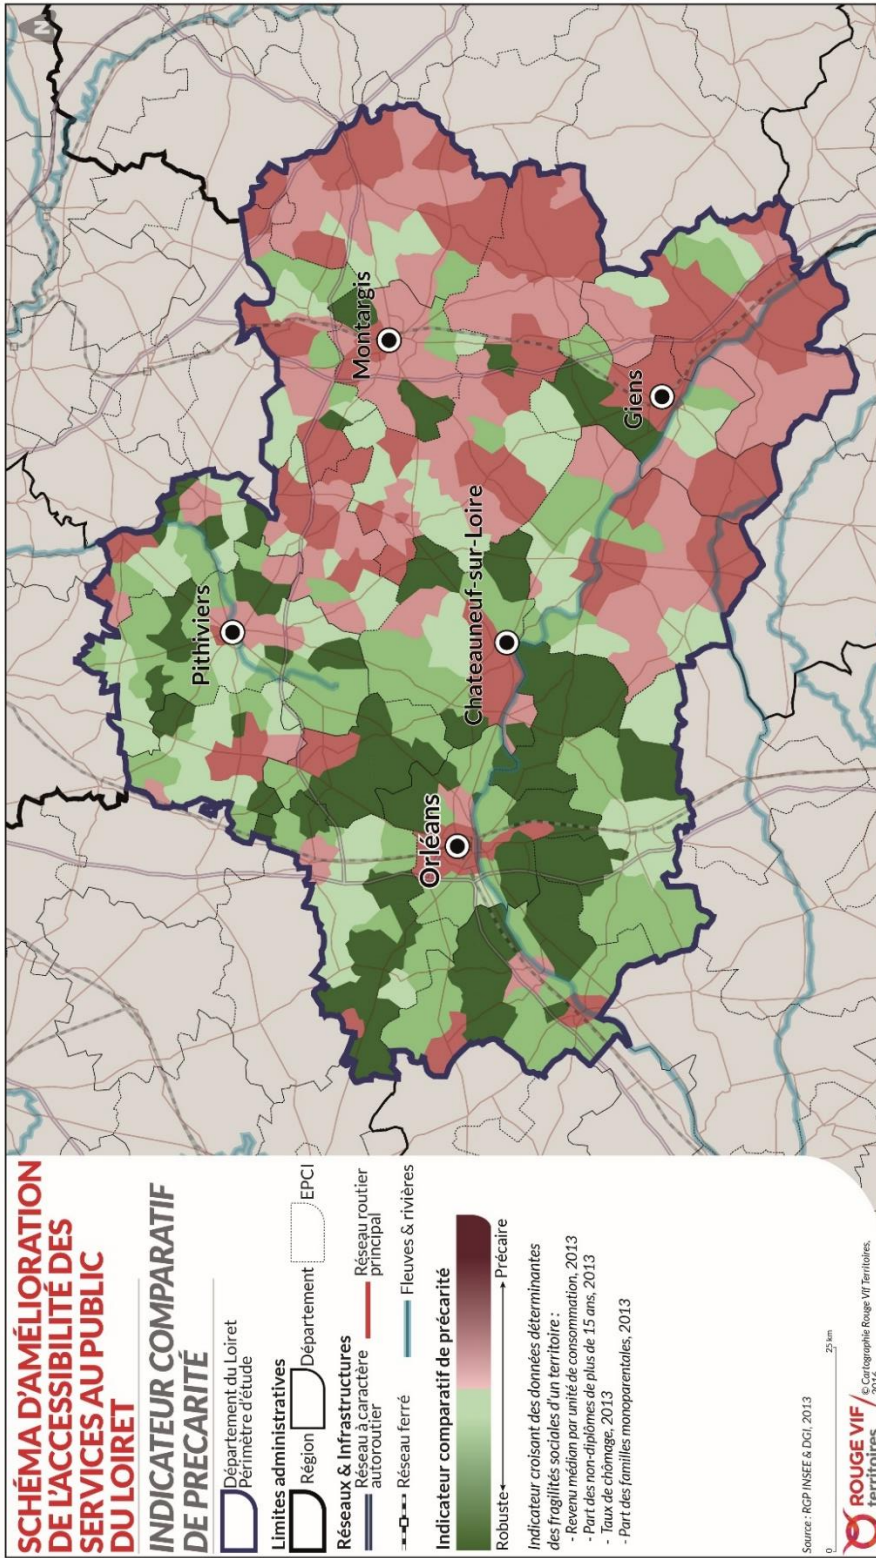 SCHÉMA D'AMÉLIORATION
DE L'ACCESSIBILITÉ DES
SERVICES AU PUBLIC
DU LOIRET
INDICATEUR COMPARATIF
DE PRECARITÉ
Département du Loiret
Périmètre d'étude
Limites administratives
Région
Département
EPCI
Réseaux & Infrastructures
Réseau à caractère
autoroutier
Réseau routier
principal
Réseau ferré
Fleuves & rivières
Indicateur comparatif de précarité
Robuste
Précaire
Indicateur croisant des données déterminantes
des fragilités sociales d'un territoire :
- Revenu médian par unité de consommation, 2013
- Part des non-diplômes de plus de 15 ans, 2013
- Taux de chômage, 2013
- Part des familles monoparentales, 2013
Source : RGP INSEE & DGI, 2013
0
25 km
ROUGE VIF
territoires
© Cartographie Rouge Vif Territoires,
2016
N
Pithiviers
Montargis
Orléans
Chateauneuf-sur-Loire
Giens